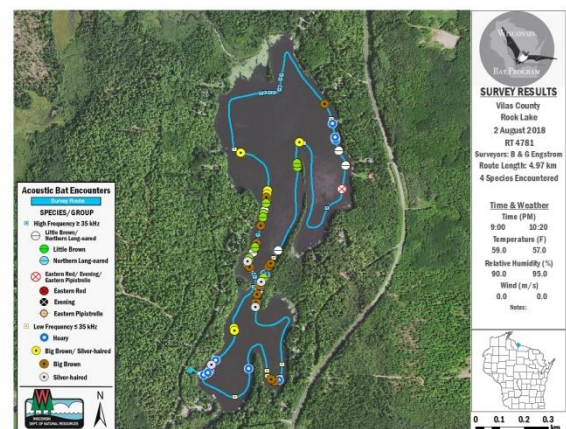 WISCONSIN
BAT PROGRAM
SURVEY RESULTS
Vilas County
Rook Lake
2 August 2018
RT 4781
Surveyors: B & G Engstrom
Route Length: 4.97 km
4 Species Encountered
Time & Weather
Time (PM)
9:00 10:20
Temperature (F)
59.0 57.0
Relative Humidity (%)
90.0 95.0
Wind (m/s)
0.0 0.0
Notes:
Acoustic Bat Encounters
Survey Route
SPECIES/ GROUP
High Frequency ≥ 35 kHz
Little Brown/
Northern Long-eared
Little Brown
Northern Long-eared
Eastern Red/ Evening/
Eastern Pipistrelle
Eastern Red
Evening
Eastern Pipistrelle
Low Frequency ≤ 35 kHz
Hoary
Big Brown/ Silver-haired
Big Brown
Silver-haired
WISCONSIN
DEPT. OF NATURAL RESOURCES
N
0 0.1 0.2 0.3
km